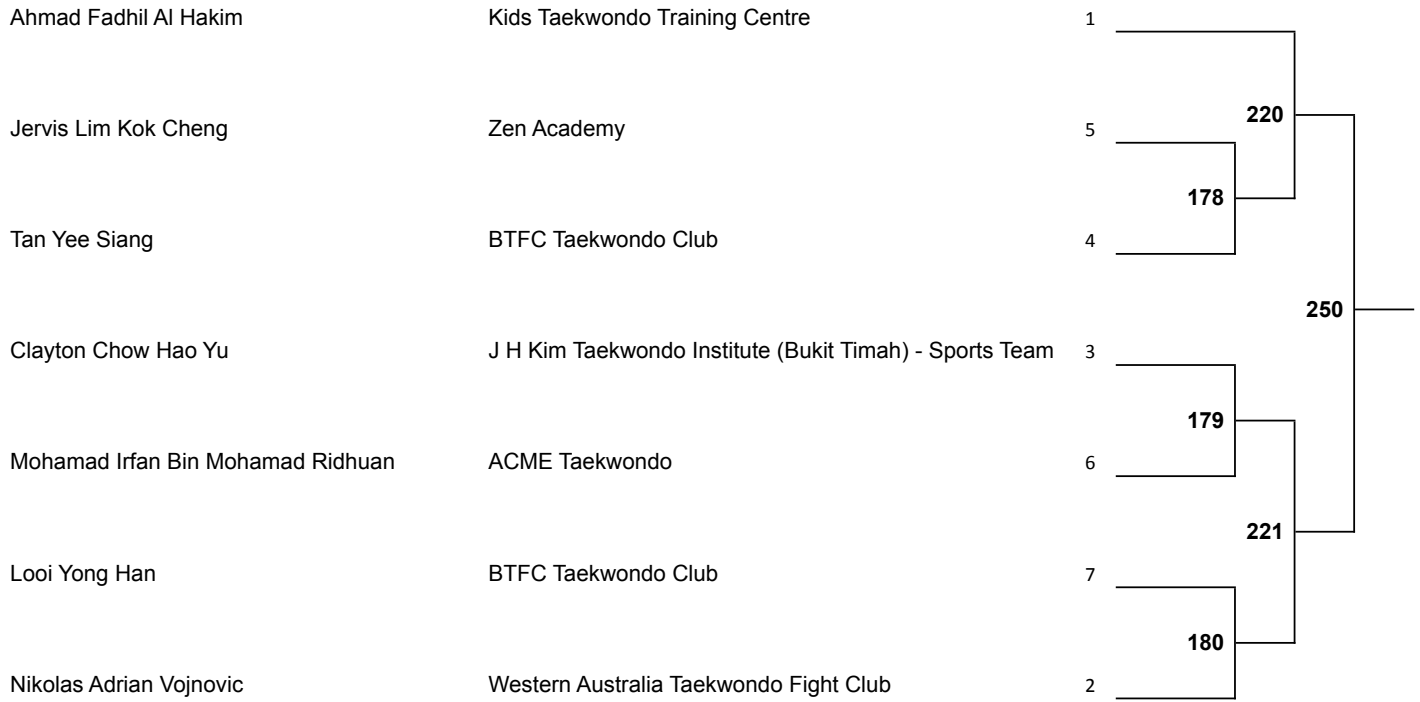 Ahmad Fadhil Al Hakim Kids Taekwondo Training Centre 1
220
Jervis Lim Kok Cheng Zen Academy 5
178
Tan Yee Siang BTFC Taekwondo Club 4
250
Clayton Chow Hao Yu J H Kim Taekwondo Institute (Bukit Timah) - Sports Team 3
179
Mohamad Irfan Bin Mohamad Ridhuan ACME Taekwondo 6
221
Looi Yong Han BTFC Taekwondo Club 7
180
Nikolas Adrian Vojnovic Western Australia Taekwondo Fight Club 2